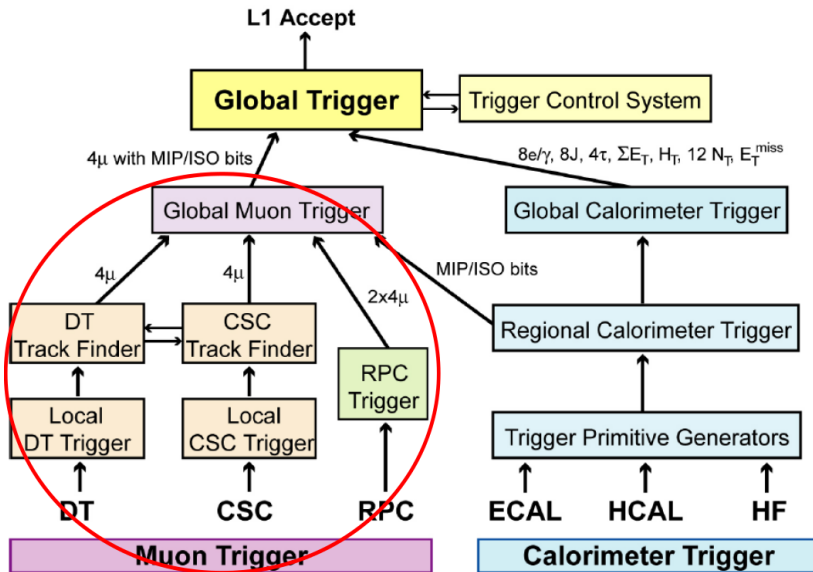 L1 Accept
Global Trigger
Trigger Control System
4μ with MIP/ISO bits
8e/γ, 8J, 4τ, ΣE_T, H_T, 12 N_T, E_T^miss
Global Muon Trigger
Global Calorimeter Trigger
4μ
4μ
2x4μ
MIP/ISO bits
DT
Track Finder
CSC
Track Finder
RPC
Trigger
Regional Calorimeter Trigger
Local
DT Trigger
Local
CSC Trigger
Trigger Primitive Generators
DT
CSC
RPC
ECAL
HCAL
HF
Muon Trigger
Calorimeter Trigger